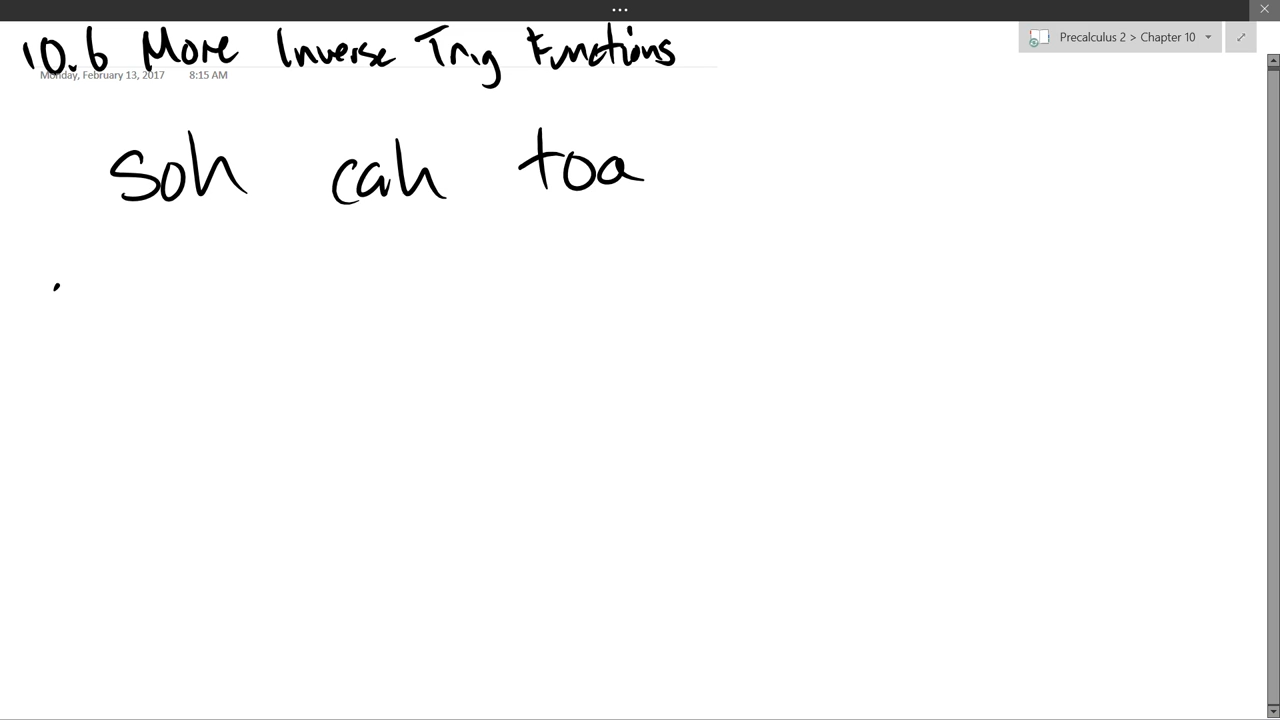 10.6 More Inverse Trig Functions
Precalculus 2 > Chapter 10
Monday, February 13, 2017 8:15 AM
soh cah toa